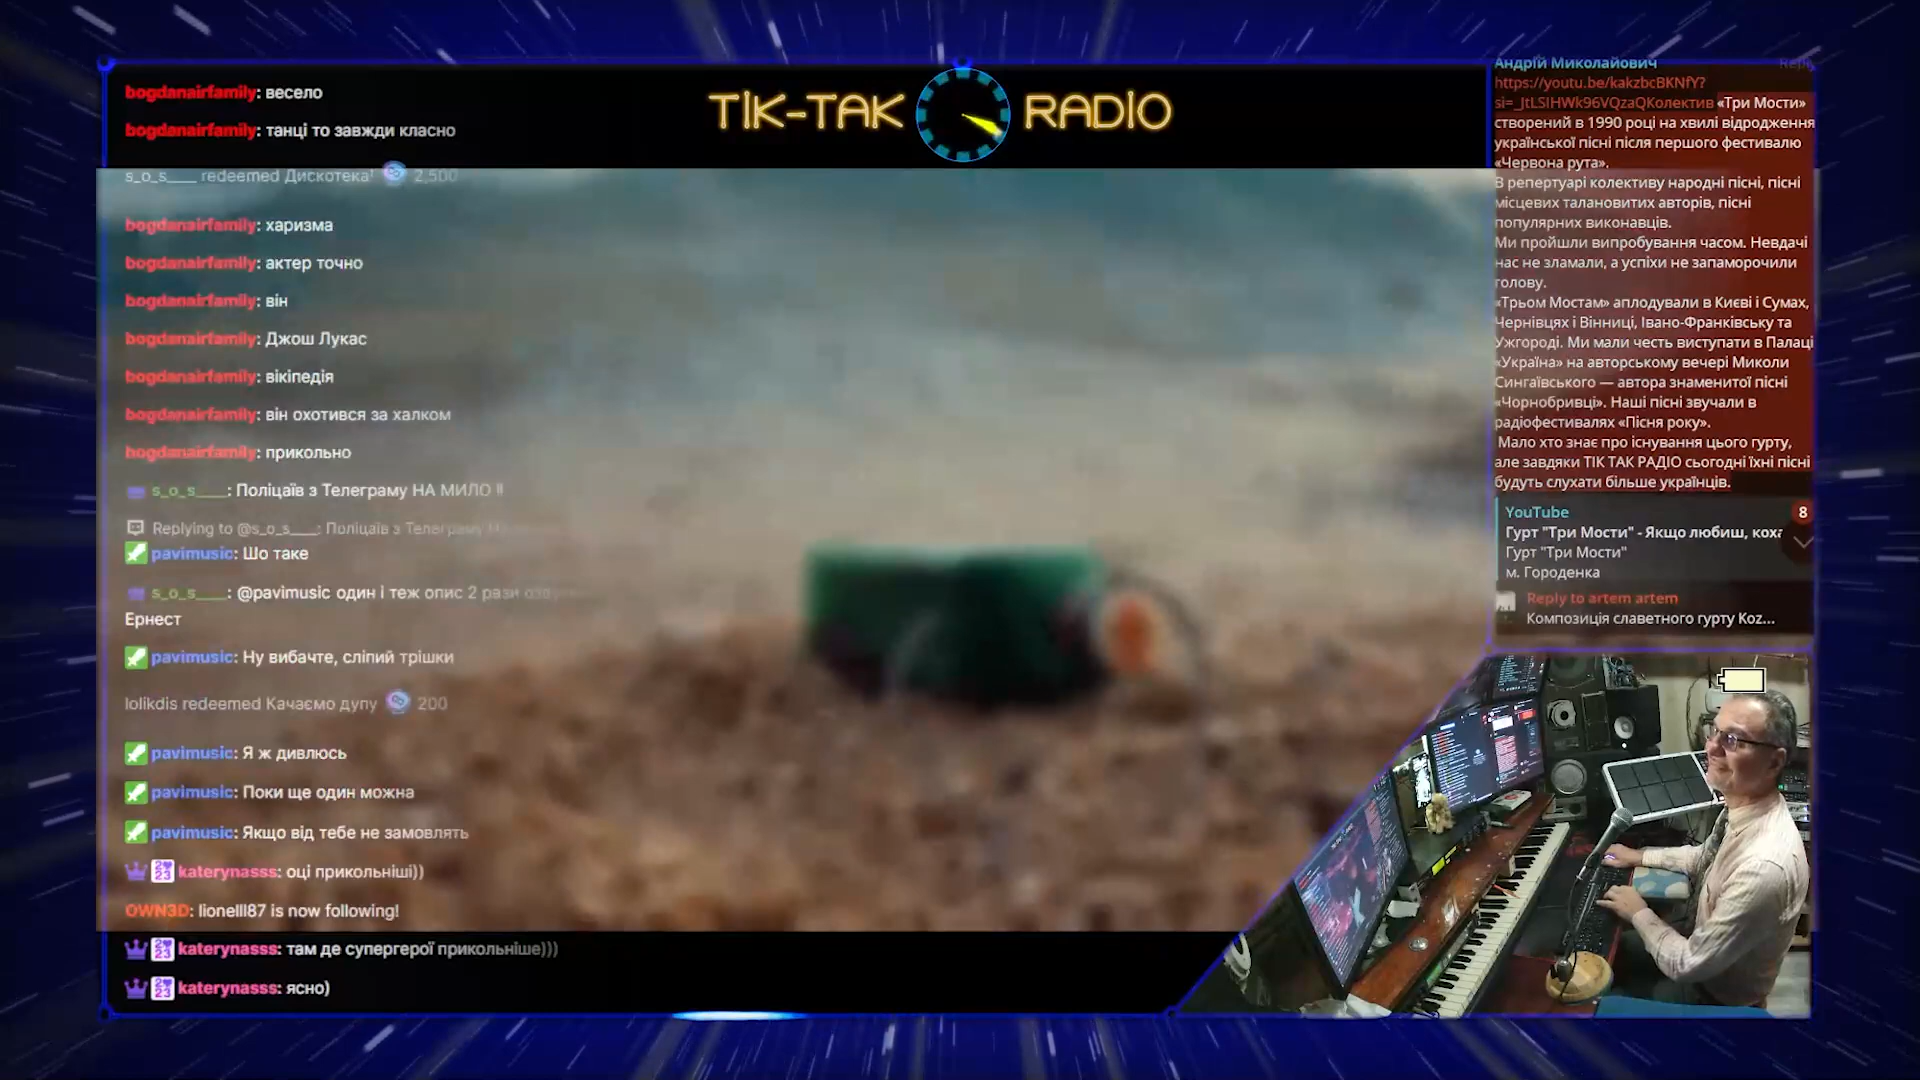 bogdanairfamily: весело
bogdanairfamily: танці то завжди класно
s_o_s____ redeemed Дискотека! 2,500
bogdanairfamily: харизма
bogdanairfamily: актер точно
bogdanairfamily: він
bogdanairfamily: Джош Лукас
bogdanairfamily: вікіпедія
bogdanairfamily: він охотився за халком
bogdanairfamily: прикольно
s_o_s____: Поліцаїв з Телеграму НА МИЛО !!
Replying to @s_o_s____: Поліцаїв з Телеграму
pavimusic: Шо таке
s_o_s____: @pavimusic один і теж опис 2 рази
Ернест
pavimusic: Ну вибачте, сліпий трішки
lolikdis redeemed Качаємо дупу 200
pavimusic: Я ж дивлюсь
pavimusic: Поки ще один можна
pavimusic: Якщо від тебе не замовлять
katerynasss: оці прикольніші))
OWN3D: lionelll87 is now following!
katerynasss: там де супергерої прикольніше)))
katerynasss: ясно)
TIK-TAK RADIO
Андрій Миколайович
https://youtu.be/kakzbcBKNfY?
si=_JtLSIHWk96VQzaQКолектив «Три Мости»
створений в 1990 році на хвилі відродження
української пісні після першого фестивалю
«Червона рута».
В репертуарі колективу народні пісні, пісні
місцевих талановитих авторів, пісні
популярних виконавців.
Ми пройшли випробування часом. Невдачі
нас не зламали, а успіхи не запаморочили
голову.
«Трьом Мостам» аплодували в Києві і Сумах,
Чернівцях і Вінниці, Івано-Франківську та
Ужгороді. Ми мали честь виступати в Палаці
«Україна» на авторському вечері Миколи
Сингаївського — автора знаменитої пісні
«Чорнобривці». Наші пісні звучали в
радіофестивалях «Пісня року».
Мало хто знає про існування цього гурту,
але завдяки ТІК ТАК РАДІО сьогодні їхні пісні
будуть слухати більше українців.
YouTube 8
Гурт "Три Мости" - Якщо любиш, коха
Гурт "Три Мости"
м. Городенка
Reply to artem artem
Композиція славетного гурту Koz...